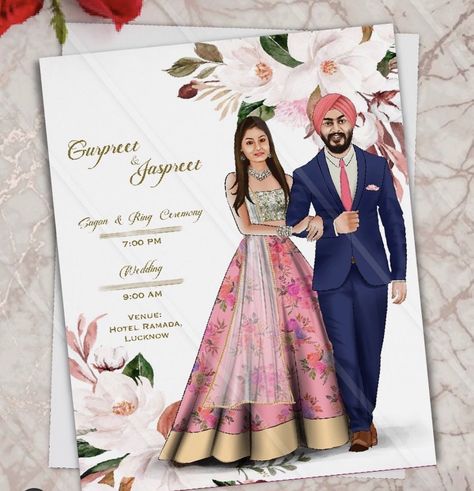 Gurpreet
&
Jaspreet
Sagan & Ring Ceremony
7:00 PM
Wedding
9:00 AM
Venue:
Hotel Ramada,
Lucknow